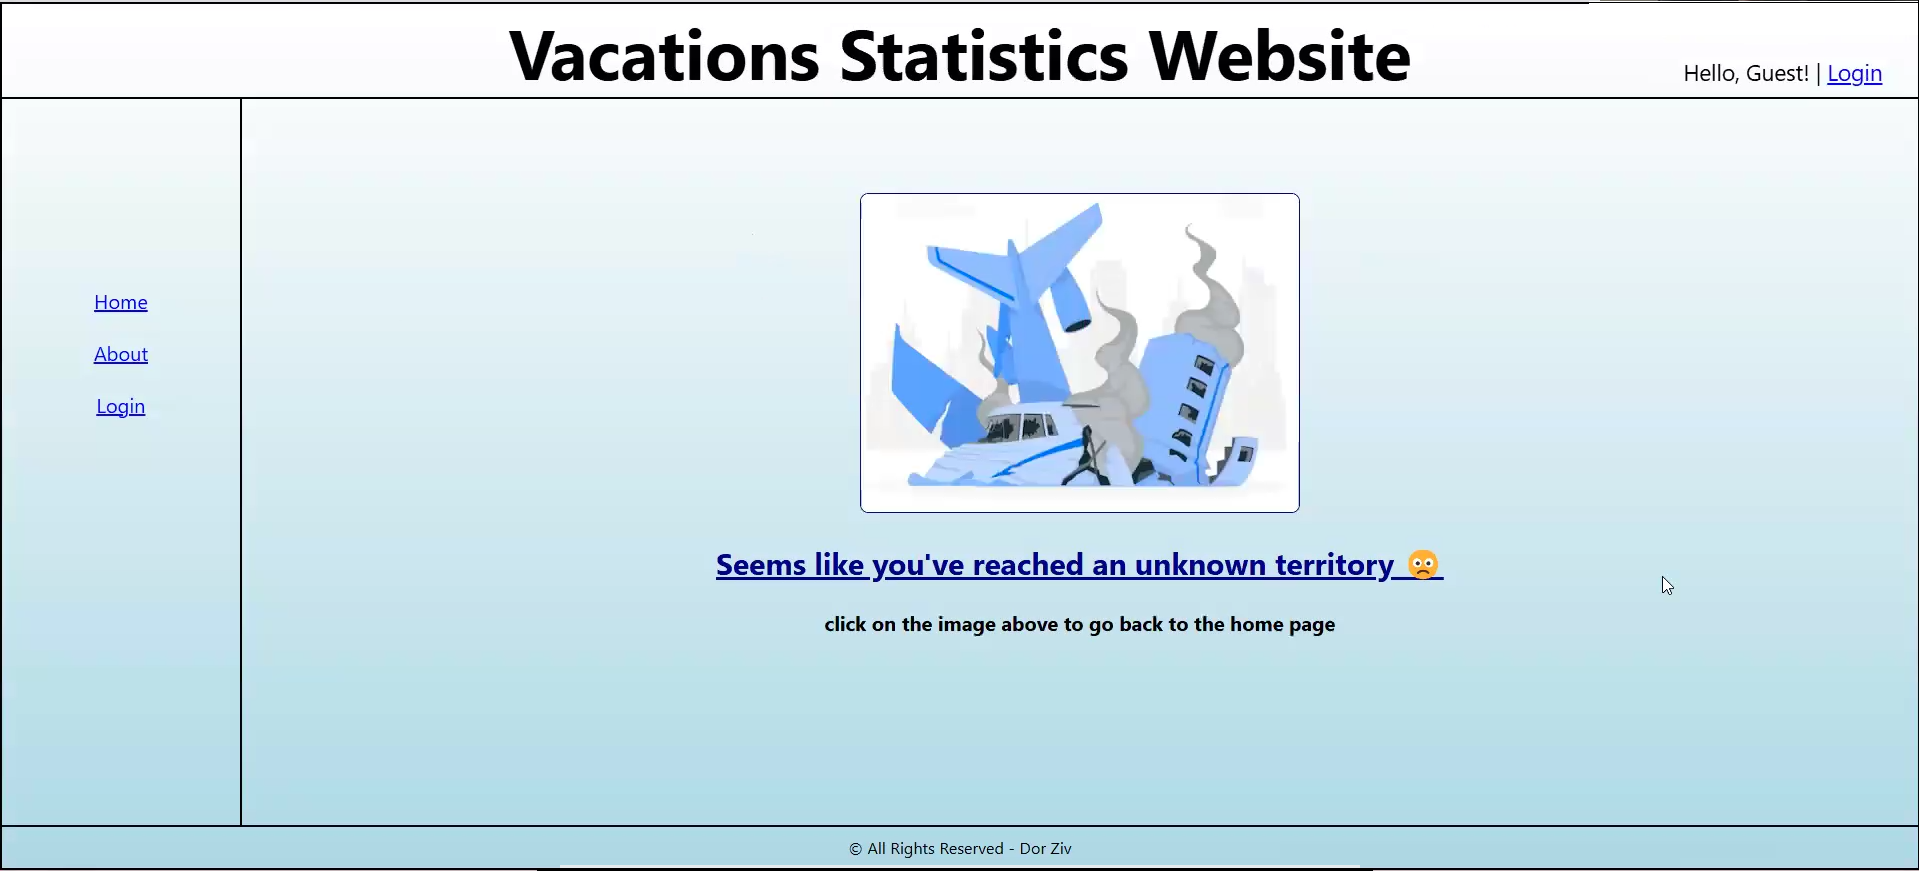 Vacations Statistics Website
Hello, Guest! | Login
Home
About
Login
Seems like you've reached an unknown territory 🙁
click on the image above to go back to the home page
© All Rights Reserved - Dor Ziv